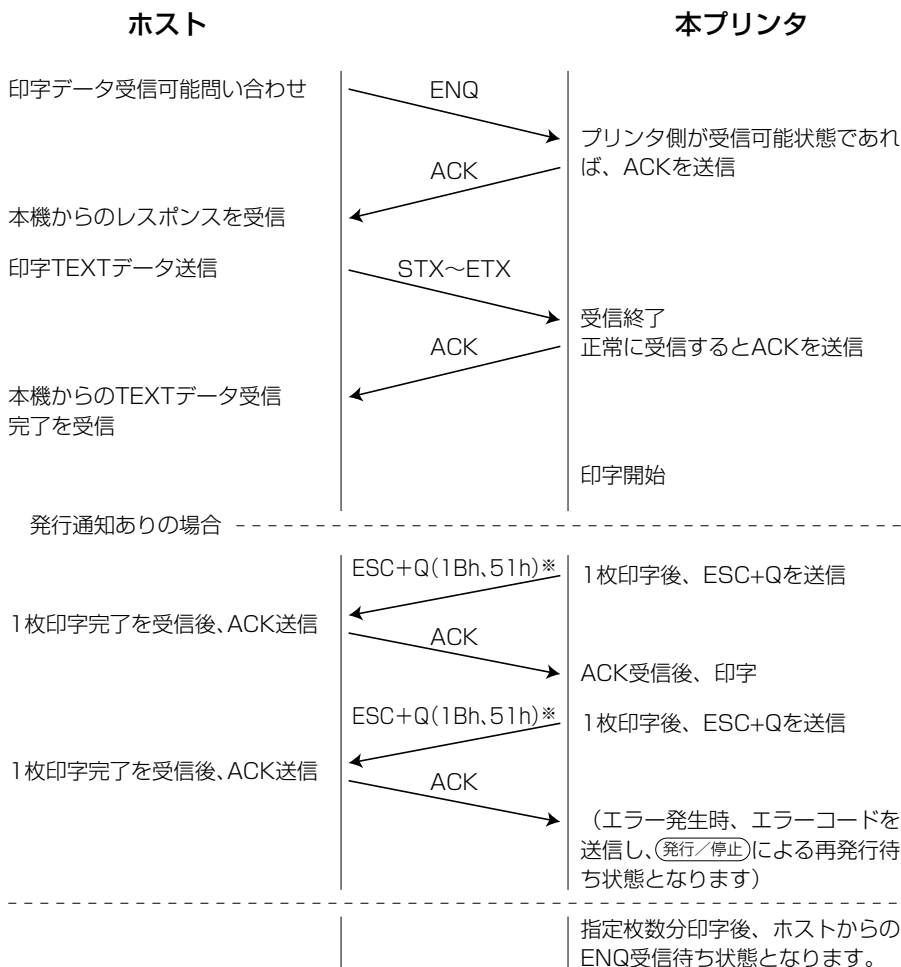 ホスト
本プリンタ
印字データ受信可能問い合わせ
ENQ
プリンタ側が受信可能状態であれ
ば、ACKを送信
ACK
本機からのレスポンスを受信
印字TEXTデータ送信
STX～ETX
受信終了
正常に受信するとACKを送信
ACK
本機からのTEXTデータ受信
完了を受信
印字開始
発行通知ありの場合
ESC＋Q(1Bh、51h)※
1枚印字後、ESC+Qを送信
1枚印字完了を受信後、ACK送信
ACK
ACK受信後、印字
ESC＋Q(1Bh、51h)※
1枚印字後、ESC+Qを送信
1枚印字完了を受信後、ACK送信
ACK
（エラー発生時、エラーコードを
送信し、発行／停止による再発行待
ち状態となります）
指定枚数分印字後、ホストからの
ENQ受信待ち状態となります。